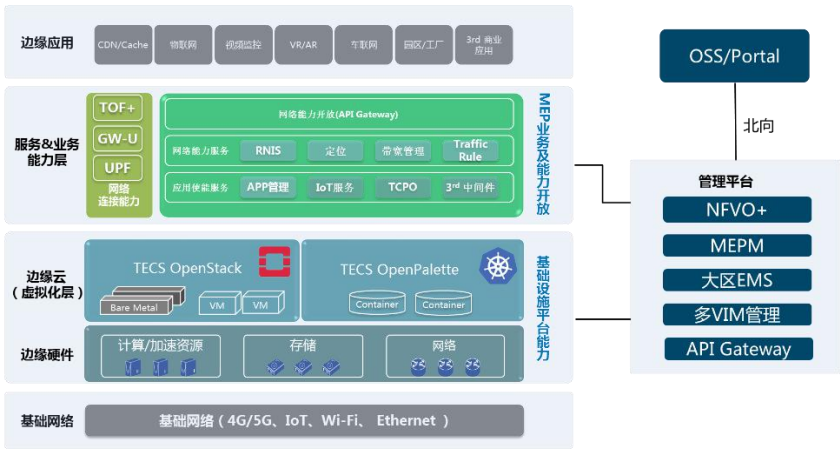 边缘应用
CDN/Cache
物联网
视频监控
VR/AR
车联网
园区/工厂
3rd 商业
应用
服务&业务
能力层
TOF+
GW-U
UPF
网络
连接能力
网络能力开放(API Gateway)
网络能力服务
RNIS
定位
带宽管理
Traffic
Rule
应用使能服务
APP管理
IoT服务
TCPO
3rd 中间件
MEP业务及能力开放
边缘云
(虚拟化层)
TECS OpenStack
Bare Metal
VM
VM
TECS OpenPalette
Container
Container
基础设施平台能力
边缘硬件
计算/加速资源
存储
网络
基础网络
基础网络(4G/5G、IoT、Wi-Fi、 Ethernet )
OSS/Portal
北向
管理平台
NFVO+
MEPM
大区EMS
多VIM管理
API Gateway